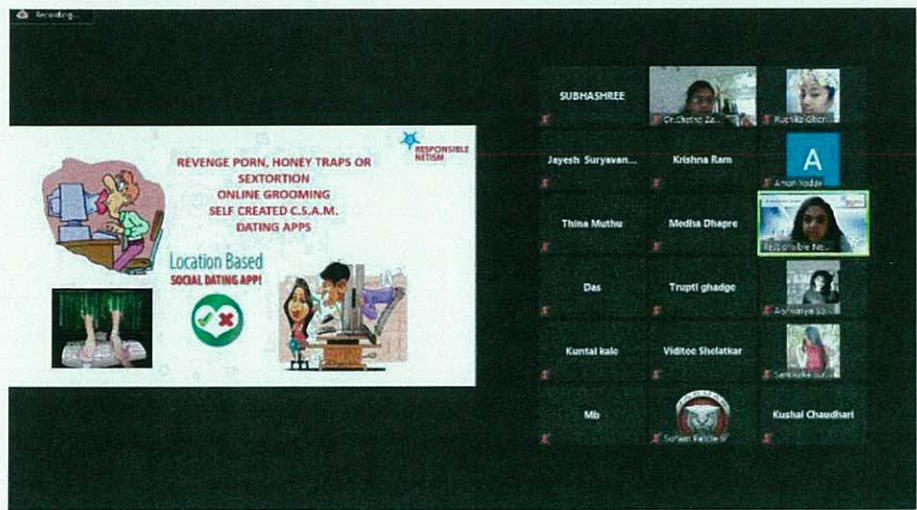 Recording...
RESPONSIBLE
NETISM
REVENGE PORN, HONEY TRAPS OR
SEXTORTION
ONLINE GROOMING
SELF CREATED C.S.A.M.
DATING APPS
Location Based
SOCIAL DATING APP!
SUBHASHREE
Jayesh Suryavan...
Krishna Ram
A
Aman Yadav
Thina Muthu
Medha Dhapre
Responsible Ne...
Das
Trupti ghadge
Kuntal kale
Viditee Shelatkar
Mb
Kushal Chaudhari